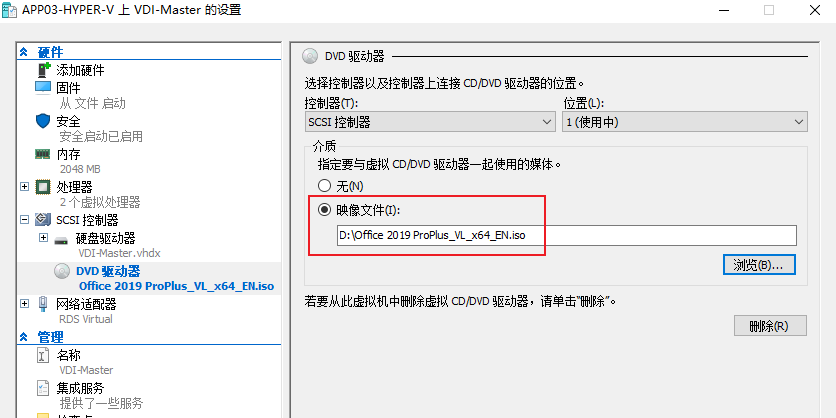 APP03-HYPER-V 上 VDI-Master 的设置
硬件
添加硬件
固件
从 文件 启动
安全
安全启动已启用
内存
2048 MB
处理器
2 个虚拟处理器
SCSI 控制器
硬盘驱动器
VDI-Master.vhdx
DVD 驱动器
Office 2019 ProPlus_VL_x64_EN.iso
网络适配器
RDS Virtual
管理
名称
VDI-Master
集成服务
提供了一些服务
DVD 驱动器
选择控制器以及控制器上连接 CD/DVD 驱动器的位置。
控制器(T):
位置(L):
SCSI 控制器
1 (使用中)
介质
指定要与虚拟 CD/DVD 驱动器一起使用的媒体。
无(N)
映像文件(I):
D:\Office 2019 ProPlus_VL_x64_EN.iso
浏览(B)...
若要从此虚拟机中删除虚拟 CD/DVD 驱动器，请单击“删除”。
删除(R)